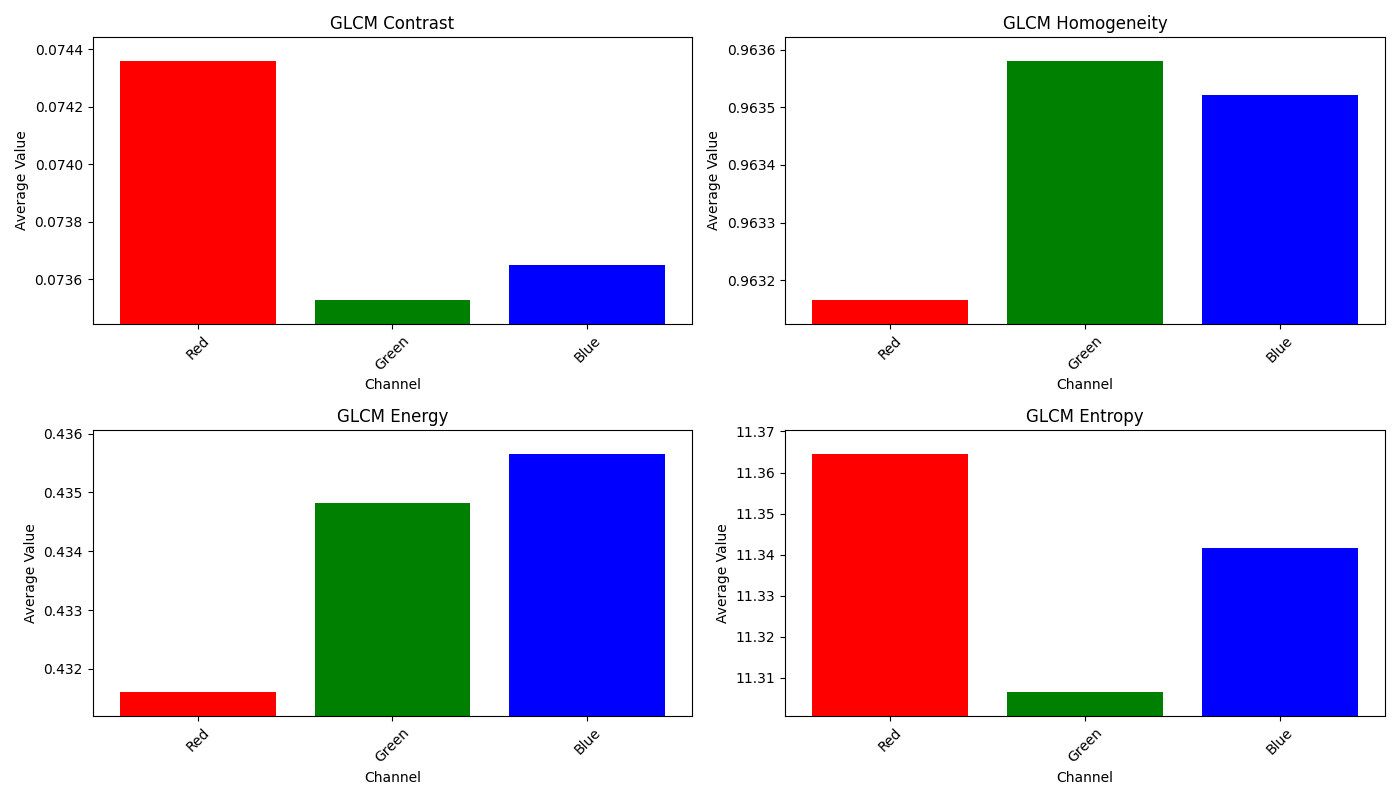 GLCM Contrast
Average Value
0.0744
0.0742
0.0740
0.0738
0.0736
Red
Green
Blue
Channel
GLCM Homogeneity
Average Value
0.9636
0.9635
0.9634
0.9633
0.9632
Red
Green
Blue
Channel
GLCM Energy
Average Value
0.436
0.435
0.434
0.433
0.432
Red
Green
Blue
Channel
GLCM Entropy
Average Value
11.37
11.36
11.35
11.34
11.33
11.32
11.31
Red
Green
Blue
Channel